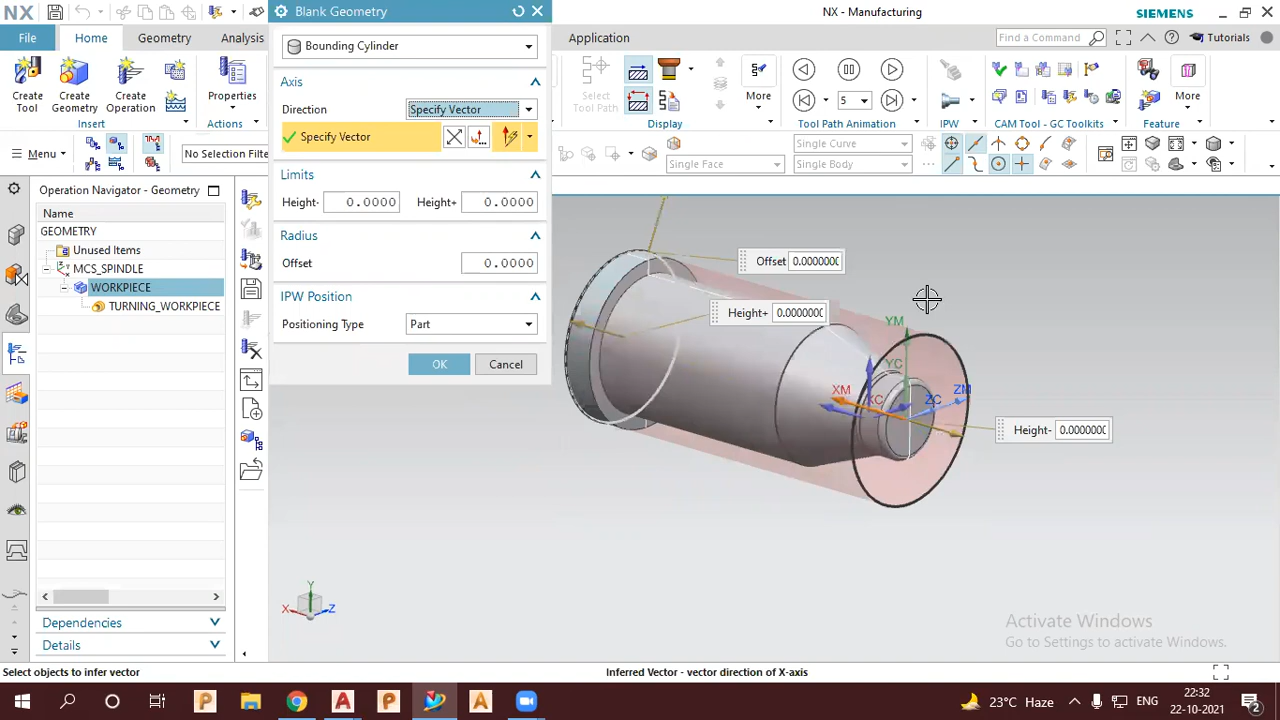 NX
Blank Geometry
NX - Manufacturing
SIEMENS
File
Home
Geometry
Analysis
Application
Find a Command
Tutorials
Bounding Cylinder
Create Tool
Create Geometry
Create Operation
Properties
Insert
Actions
Axis
Direction
Specify Vector
Specify Vector
Select Tool Path
More
Display
5
Tool Path Animation
IPW
CAM Tool - GC Toolkits
More
Feature
Menu
No Selection Filte
Single Face
Single Curve
Single Body
Limits
Height-
0.0000
Height+
0.0000
Radius
Offset
0.0000
IPW Position
Positioning Type
Part
OK
Cancel
Operation Navigator - Geometry
Name
GEOMETRY
Unused Items
MCS_SPINDLE
WORKPIECE
TURNING_WORKPIECE
Dependencies
Details
Offset
0.000000(
Height+
0.000000(
YM
YC
XM
XC
ZC
ZM
Height-
0.000000(
Y
X
Z
Activate Windows
Go to Settings to activate Windows.
Select objects to infer vector
Inferred Vector - vector direction of X-axis
23°C Haze
ENG
22:32
22-10-2021
2